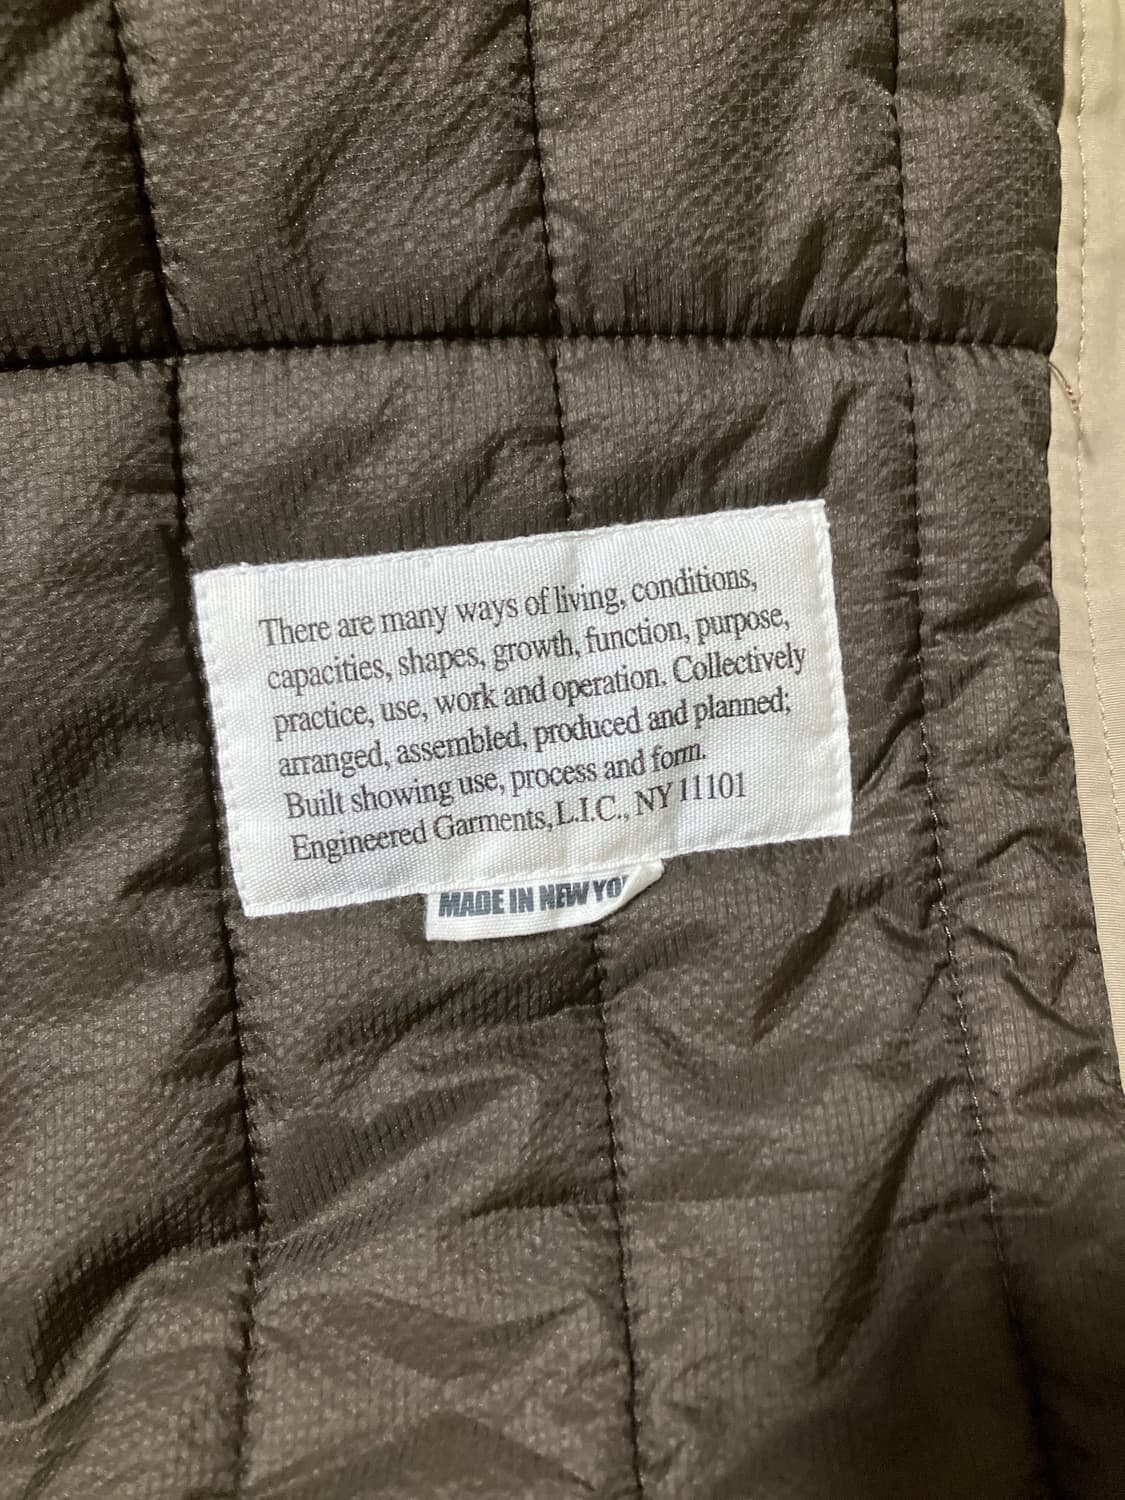 There are many ways of living, conditions,
capacities, shapes, growth, function, purpose,
practice, use, work and operation. Collectively
arranged, assembled, produced and planned;
Built showing use, process and form.
Engineered Garments, L.I.C., NY 11101
MADE IN NEW YO